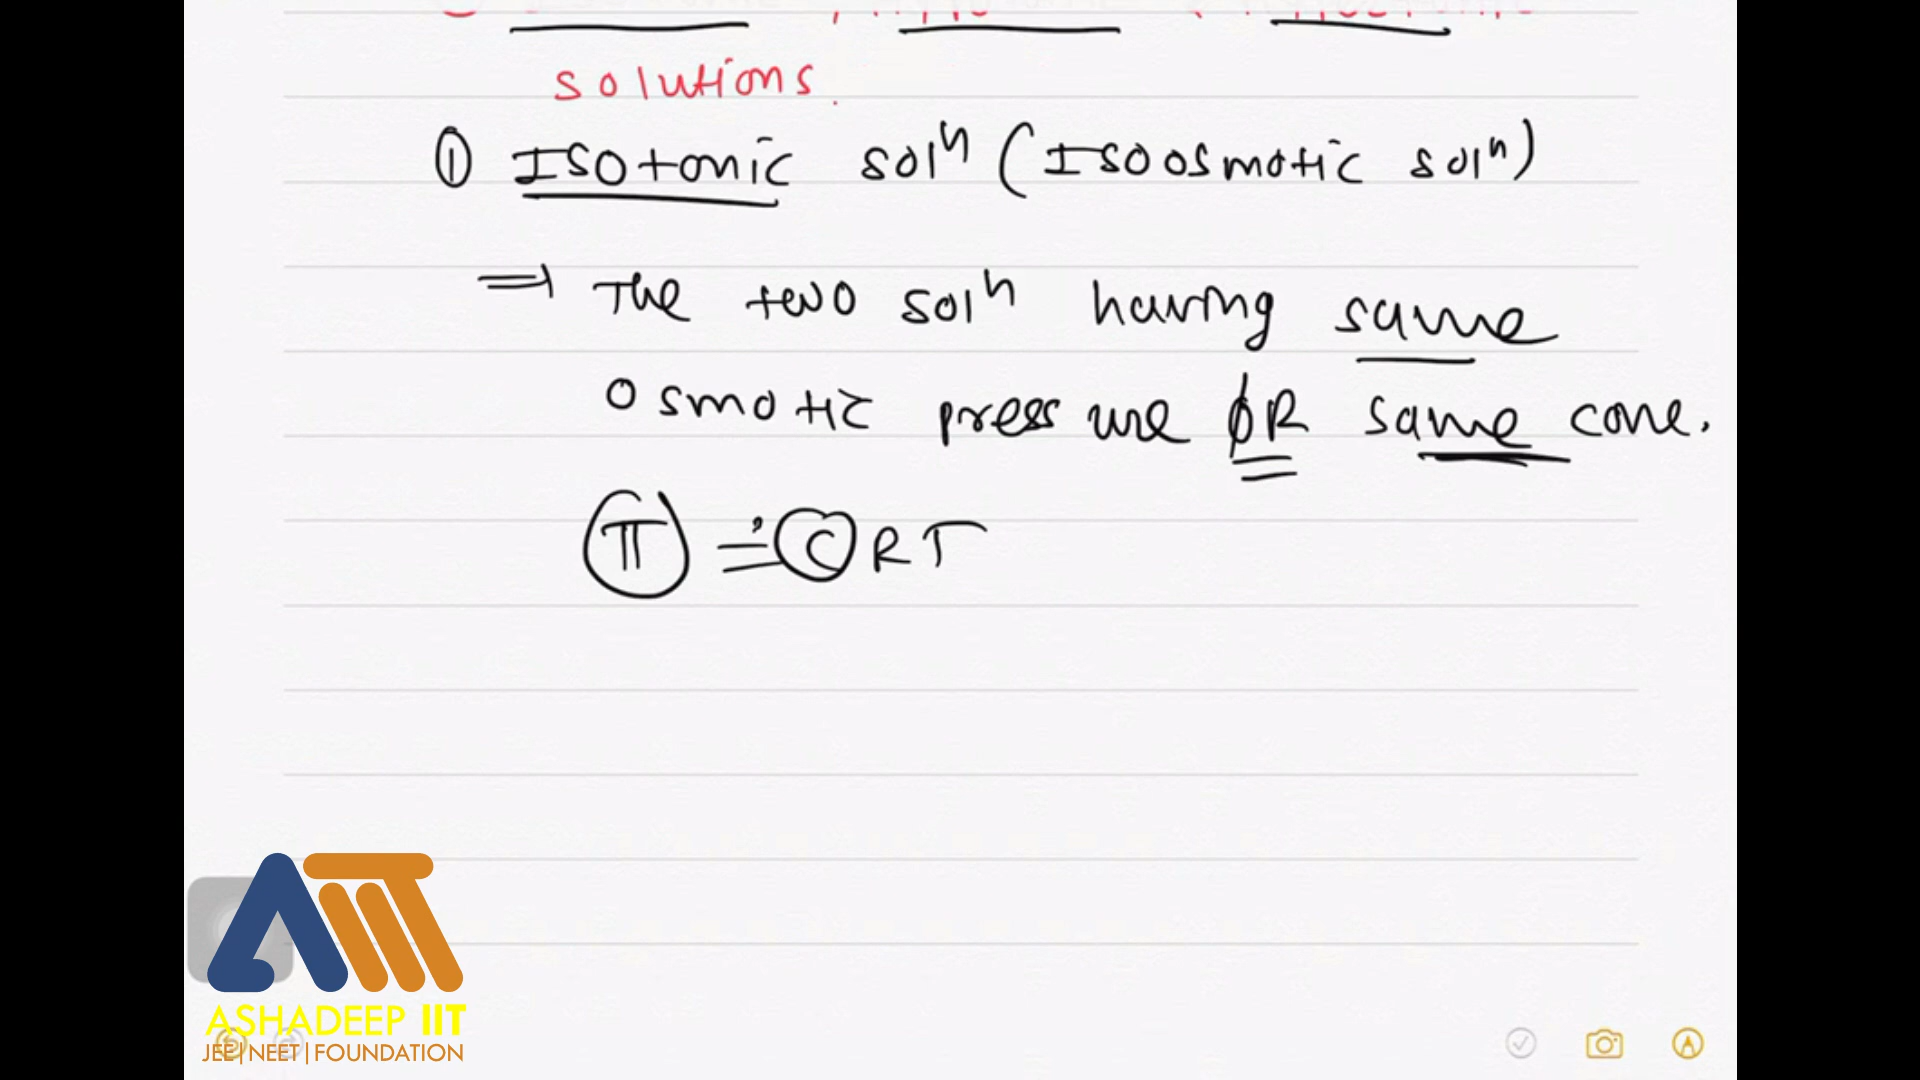 solutions.
① Isotonic solⁿ (Isoosmotic solⁿ)
⇒ The two solⁿ having same
osmotic pressure OR same conc.
π = CRT
ASHADEEP IIT
JEE|NEET|FOUNDATION